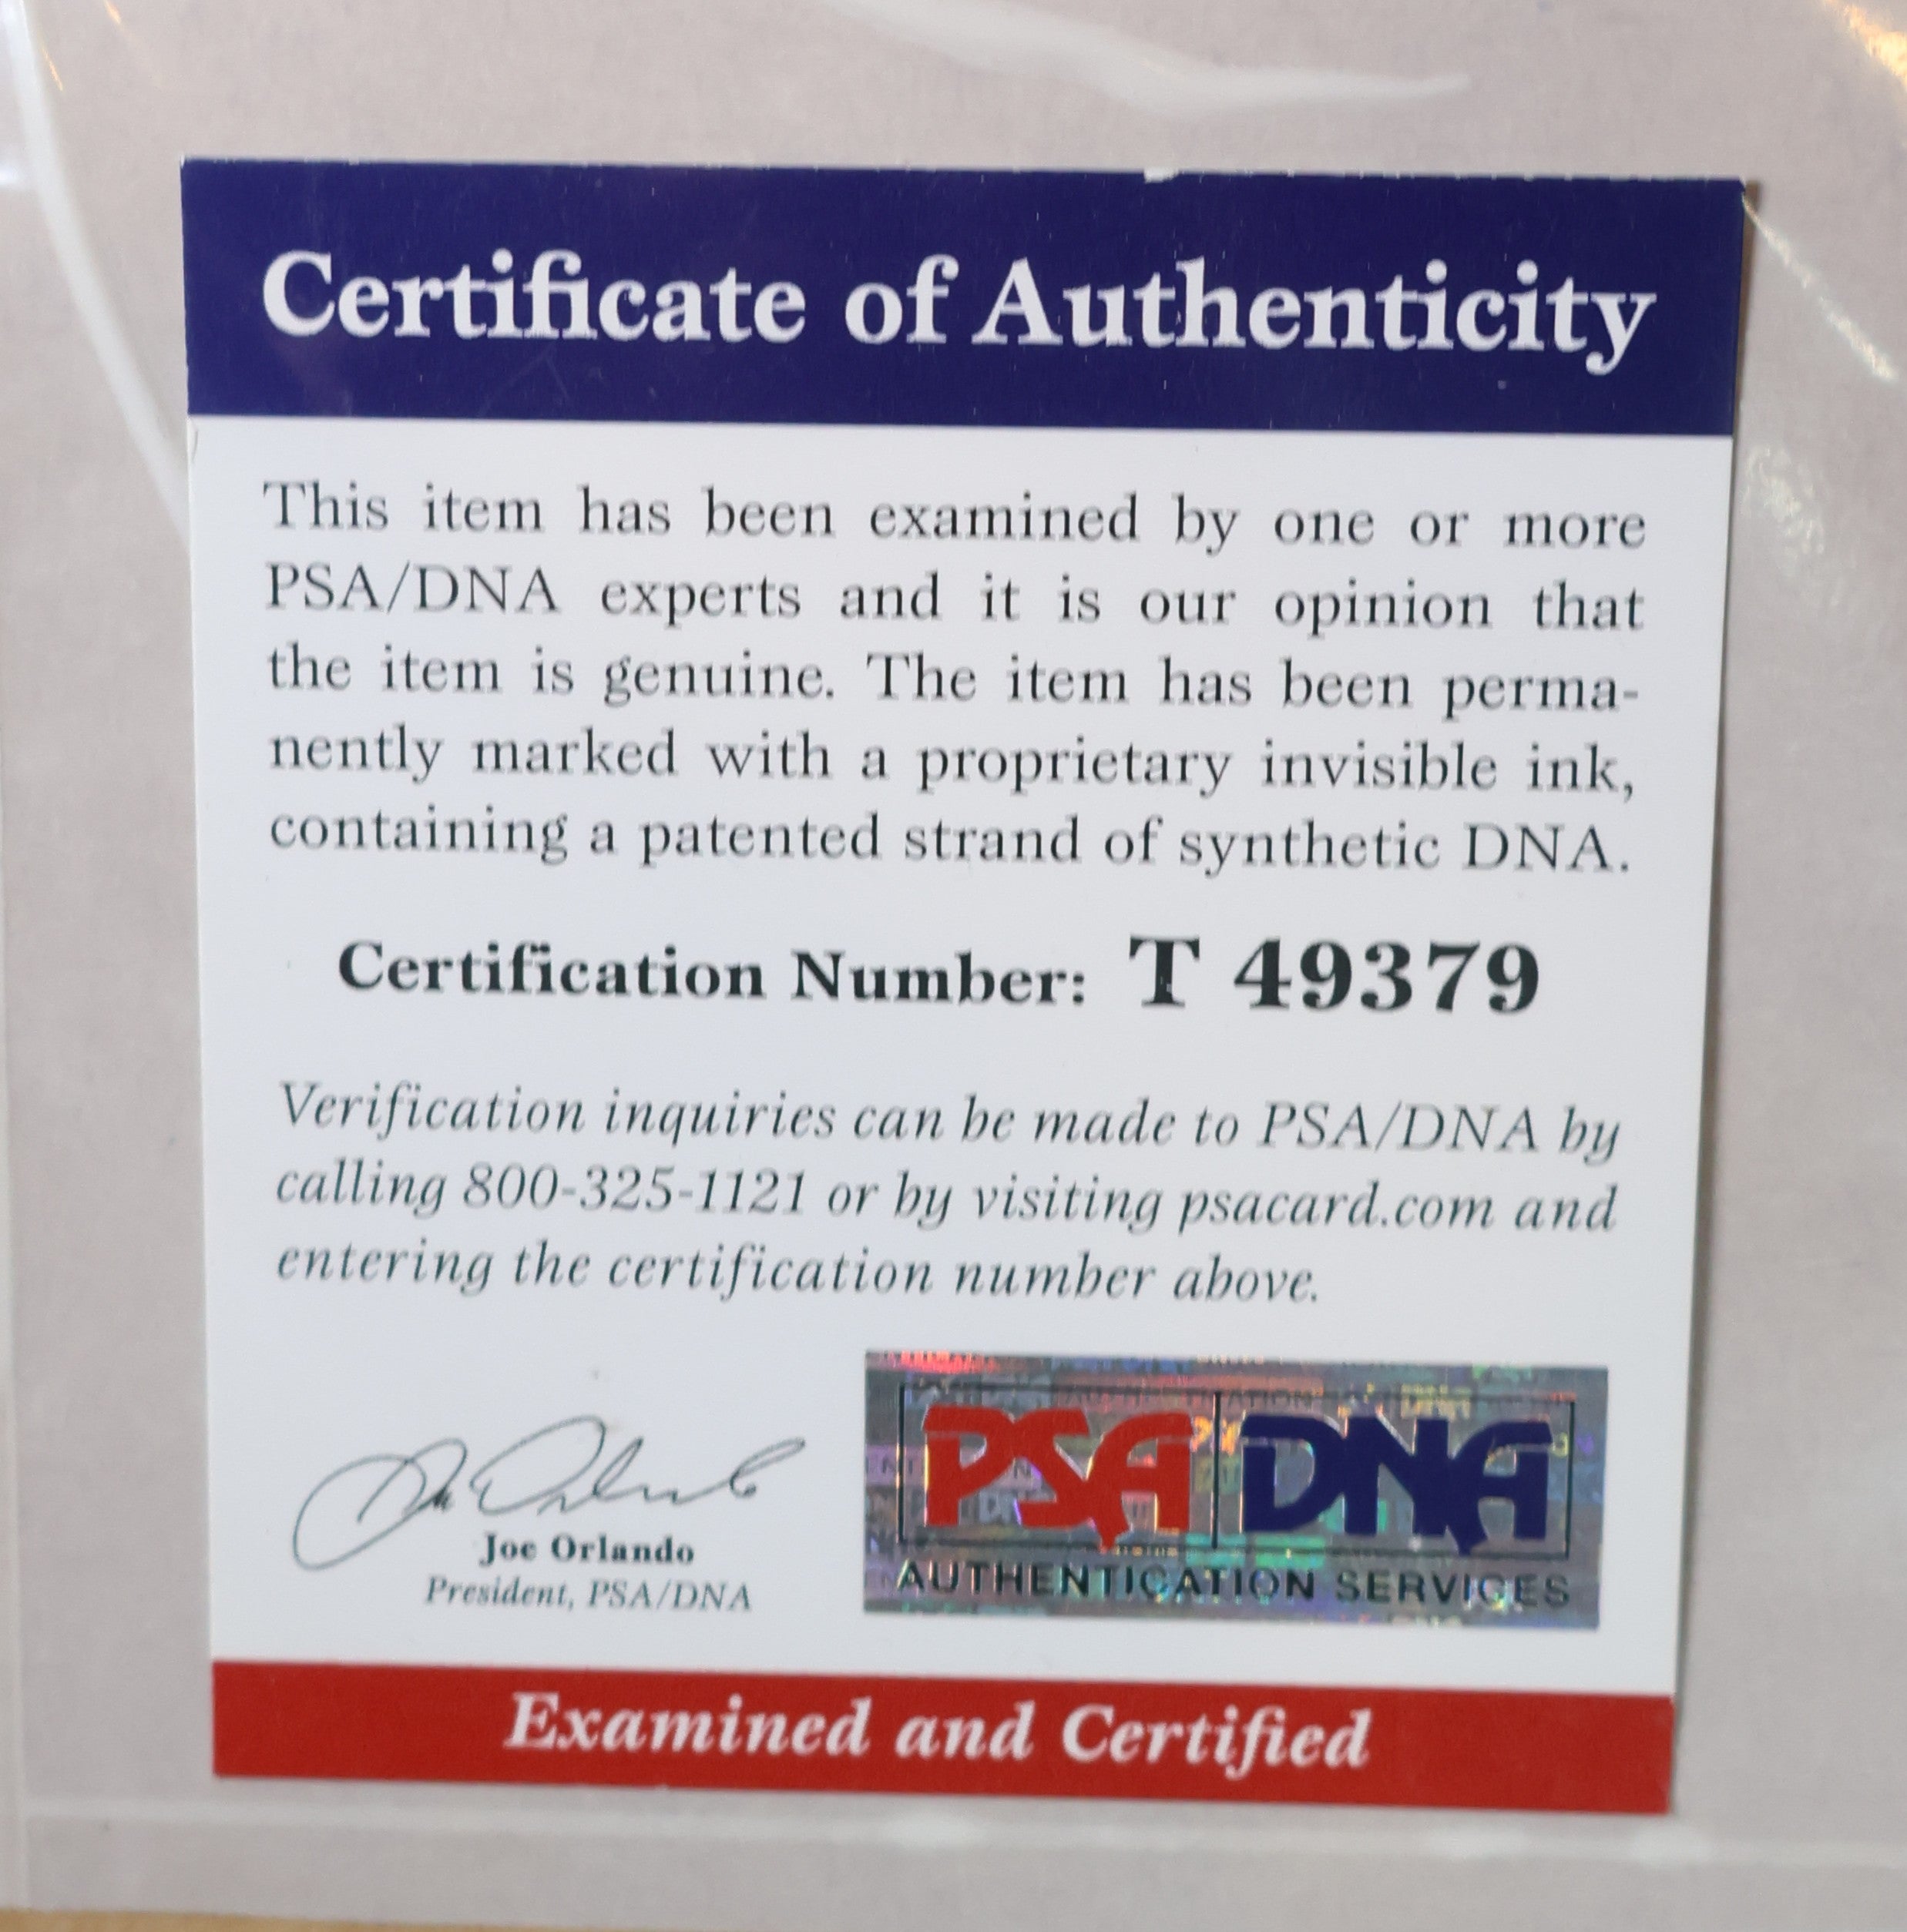 Certificate of Authenticity
This item has been examined by one or more
PSA/DNA experts and it is our opinion that
the item is genuine. The item has been perma-
nently marked with a proprietary invisible ink,
containing a patented strand of synthetic DNA.
Certification Number: T 49379
Verification inquiries can be made to PSA/DNA by
calling 800-325-1121 or by visiting psacard.com and
entering the certification number above.
Joe Orlando
President, PSA/DNA
PSA DNA
AUTHENTICATION SERVICES
Examined and Certified